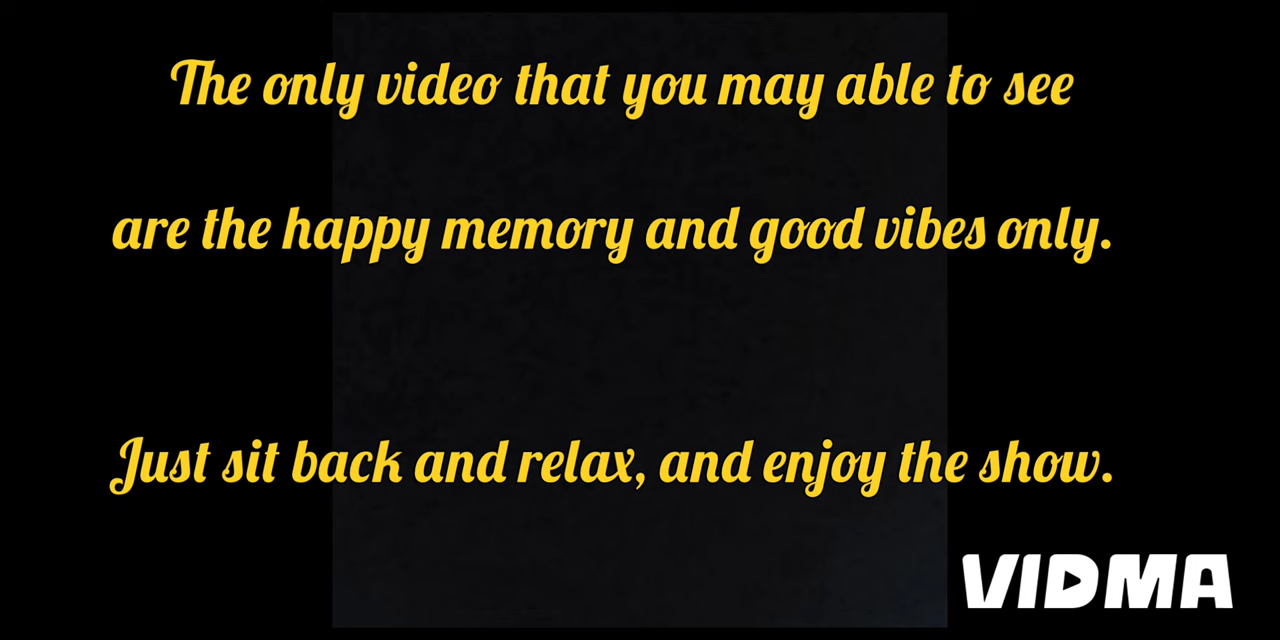 The only video that you may able to see
are the happy memory and good vibes only.
Just sit back and relax, and enjoy the show.
VIDMA